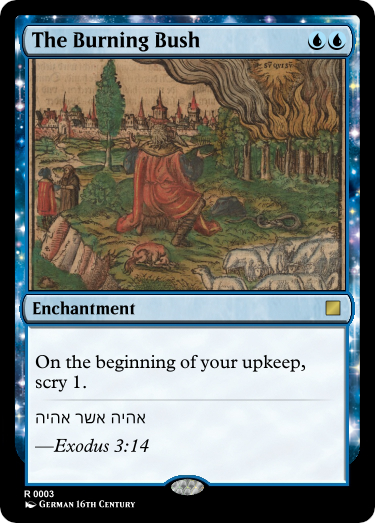 The Burning Bush
Enchantment
On the beginning of your upkeep,
scry 1.
אהיה אשר אהיה
—Exodus 3:14
R 0003
German 16th Century